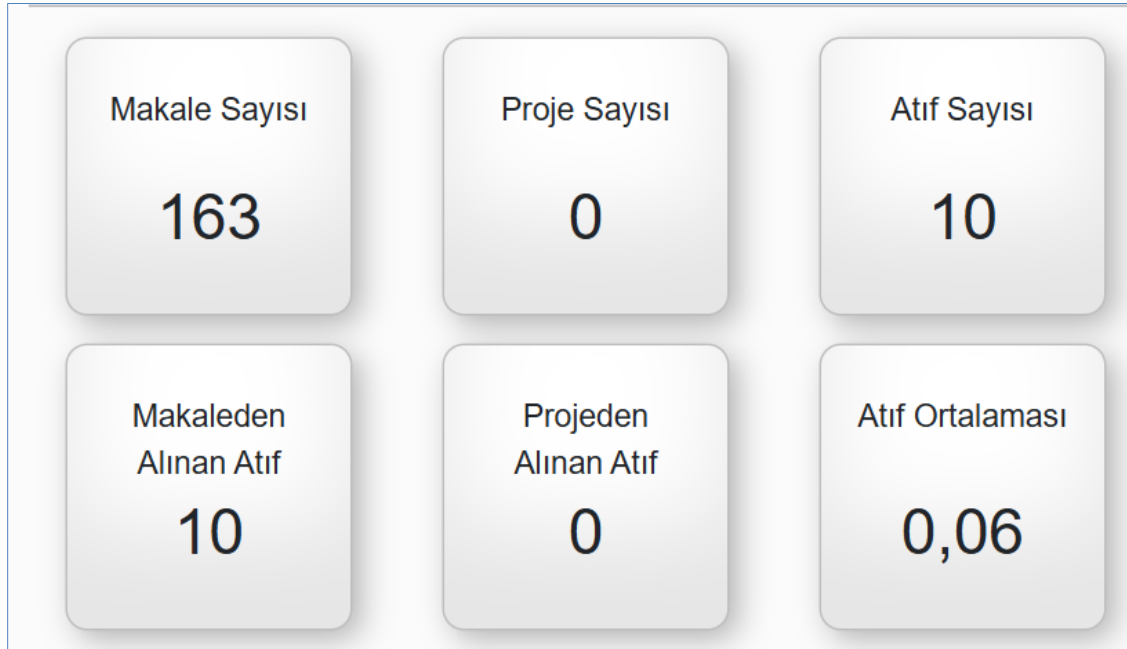 Makale Sayısı
163
Proje Sayısı
0
Atıf Sayısı
10
Makaleden
Alınan Atıf
10
Projeden
Alınan Atıf
0
Atıf Ortalaması
0,06